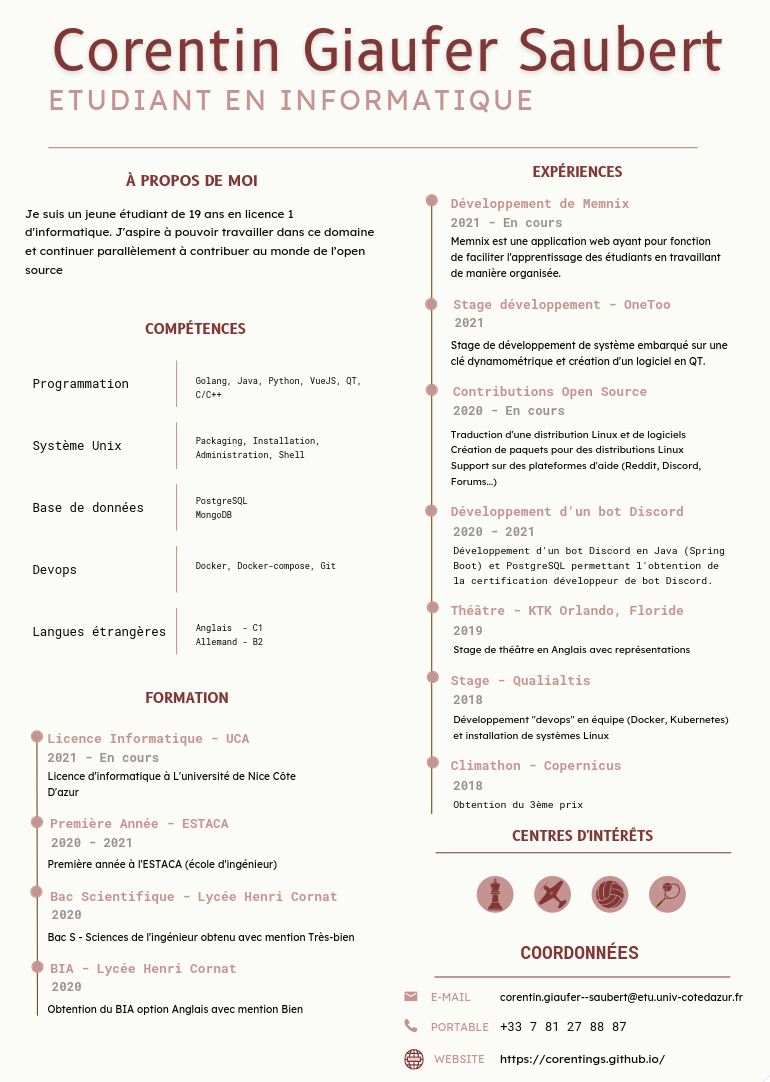 Corentin Giaufer Saubert
ETUDIANT EN INFORMATIQUE
À PROPOS DE MOI
Je suis un jeune étudiant de 19 ans en licence 1
d'informatique. J'aspire à pouvoir travailler dans ce domaine
et continuer parallèlement à contribuer au monde de l'open
source
COMPÉTENCES
Programmation
Golang, Java, Python, VueJS, QT,
C/C++
Système Unix
Packaging, Installation,
Administration, Shell
Base de données
PostgreSQL
MongoDB
Devops
Docker, Docker-compose, Git
Langues étrangères
Anglais - C1
Allemand - B2
FORMATION
Licence Informatique - UCA
2021 - En cours
Licence d'informatique à L'université de Nice Côte
D'azur
Première Année - ESTACA
2020 - 2021
Première année à l'ESTACA (école d'ingénieur)
Bac Scientifique - Lycée Henri Cornat
2020
Bac S - Sciences de l'ingénieur obtenu avec mention Très-bien
BIA - Lycée Henri Cornat
2020
Obtention du BIA option Anglais avec mention Bien
EXPÉRIENCES
Développement de Memnix
2021 - En cours
Memnix est une application web ayant pour fonction
de faciliter l'apprentissage des étudiants en travaillant
de manière organisée.
Stage développement - OneToo
2021
Stage de développement de système embarqué sur une
clé dynamométrique et création d'un logiciel en QT.
Contributions Open Source
2020 - En cours
Traduction d'une distribution Linux et de logiciels
Création de paquets pour des distributions Linux
Support sur des plateformes d'aide (Reddit, Discord,
Forums...)
Développement d'un bot Discord
2020 - 2021
Développement d'un bot Discord en Java (Spring
Boot) et PostgreSQL permettant l'obtention de
la certification développeur de bot Discord.
Théâtre - KTK Orlando, Floride
2019
Stage de théâtre en Anglais avec représentations
Stage - Qualialtis
2018
Développement "devops" en équipe (Docker, Kubernetes)
et installation de systèmes Linux
Climathon - Copernicus
2018
Obtention du 3ème prix
CENTRES D'INTÉRÊTS
COORDONNÉES
E-MAIL corentin.giaufer--saubert@etu.univ-cotedazur.fr
PORTABLE +33 7 81 27 88 87
WEBSITE https://corentings.github.io/